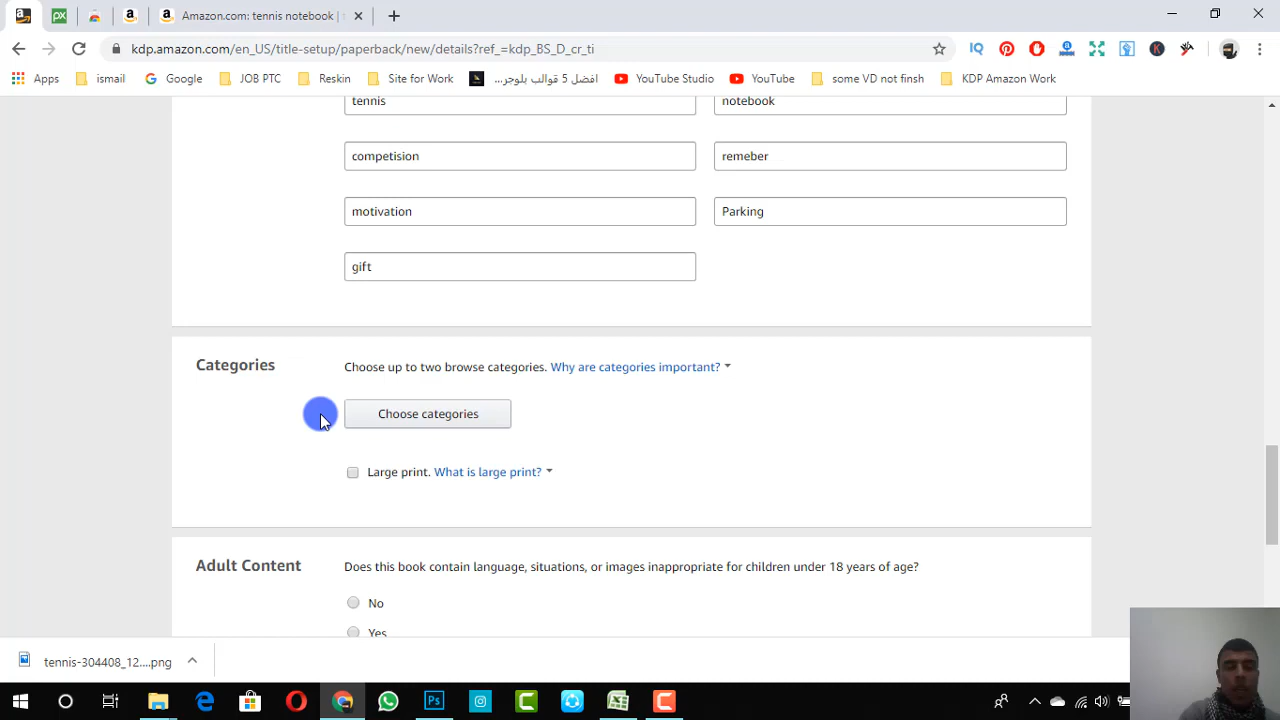 Amazon.com: tennis notebook |
kdp.amazon.com/en_US/title-setup/paperback/new/details?ref_=kdp_BS_D_cr_ti
Apps
ismail
Google
JOB PTC
Reskin
Site for Work
افضل 5 قوالب بلوجر...
YouTube Studio
YouTube
some VD not finsh
KDP Amazon Work
tennis
notebook
competision
remeber
motivation
Parking
gift
Categories
Choose up to two browse categories. Why are categories important?
Choose categories
Large print. What is large print?
Adult Content
Does this book contain language, situations, or images inappropriate for children under 18 years of age?
No
Yes
tennis-304408_12....png